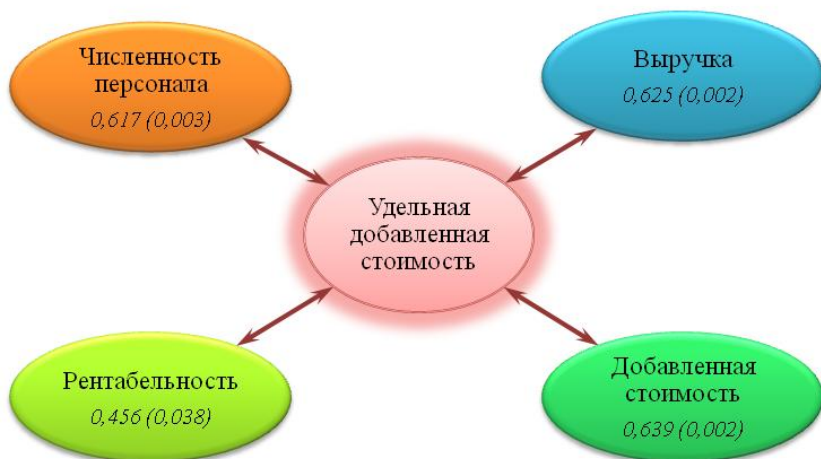 Численность
персонала
0,617 (0,003)
Выручка
0,625 (0,002)
Удельная
добавленная
стоимость
Рентабельность
0,456 (0,038)
Добавленная
стоимость
0,639 (0,002)